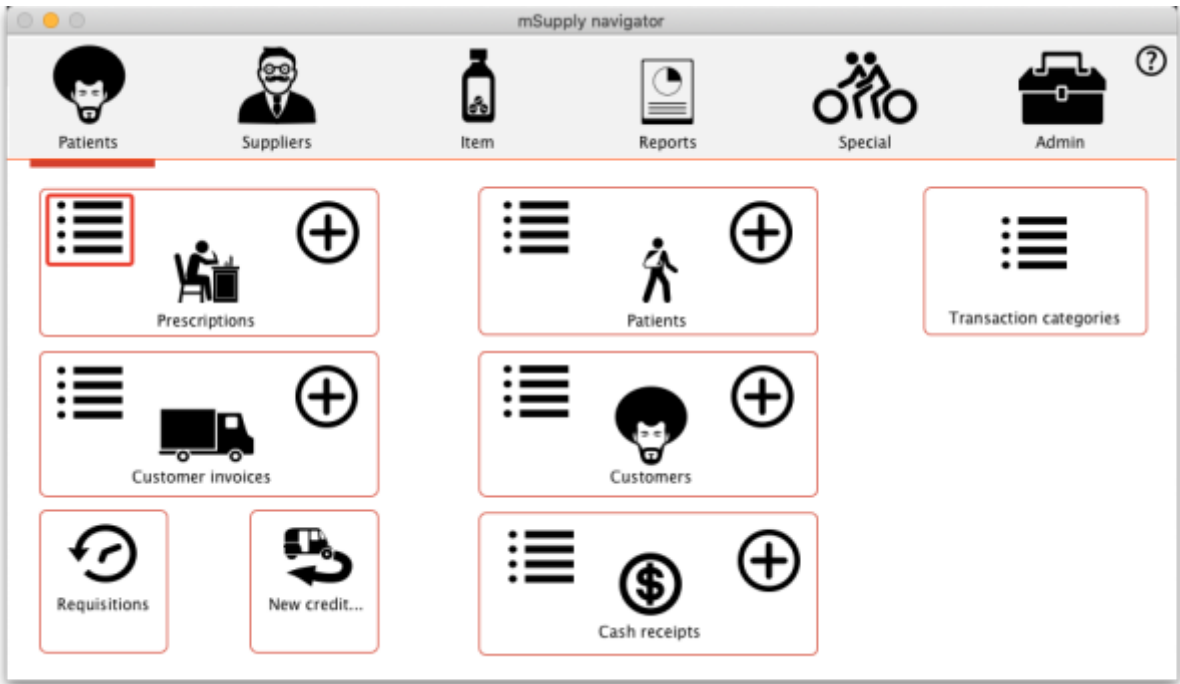 mSupply navigator
?
Patients
Suppliers
Item
Reports
Special
Admin
Prescriptions
Patients
Transaction categories
Customer invoices
Customers
Requisitions
New credit...
$
Cash receipts